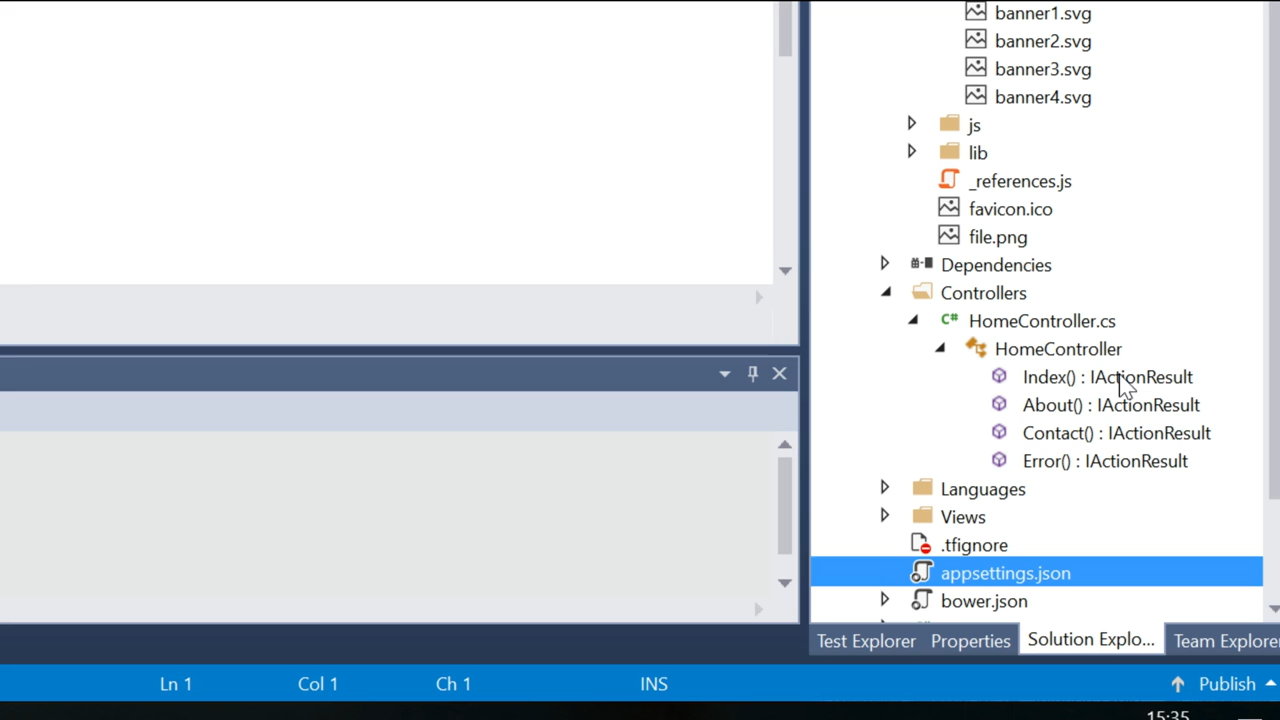 banner1.svg
banner2.svg
banner3.svg
banner4.svg
js
lib
_references.js
favicon.ico
file.png
Dependencies
Controllers
C# HomeController.cs
HomeController
Index() : IActionResult
About() : IActionResult
Contact() : IActionResult
Error() : IActionResult
Languages
Views
.tfignore
appsettings.json
bower.json
Test Explorer Properties Solution Explo... Team Explore
Ln 1 Col 1 Ch 1 INS Publish
15:35